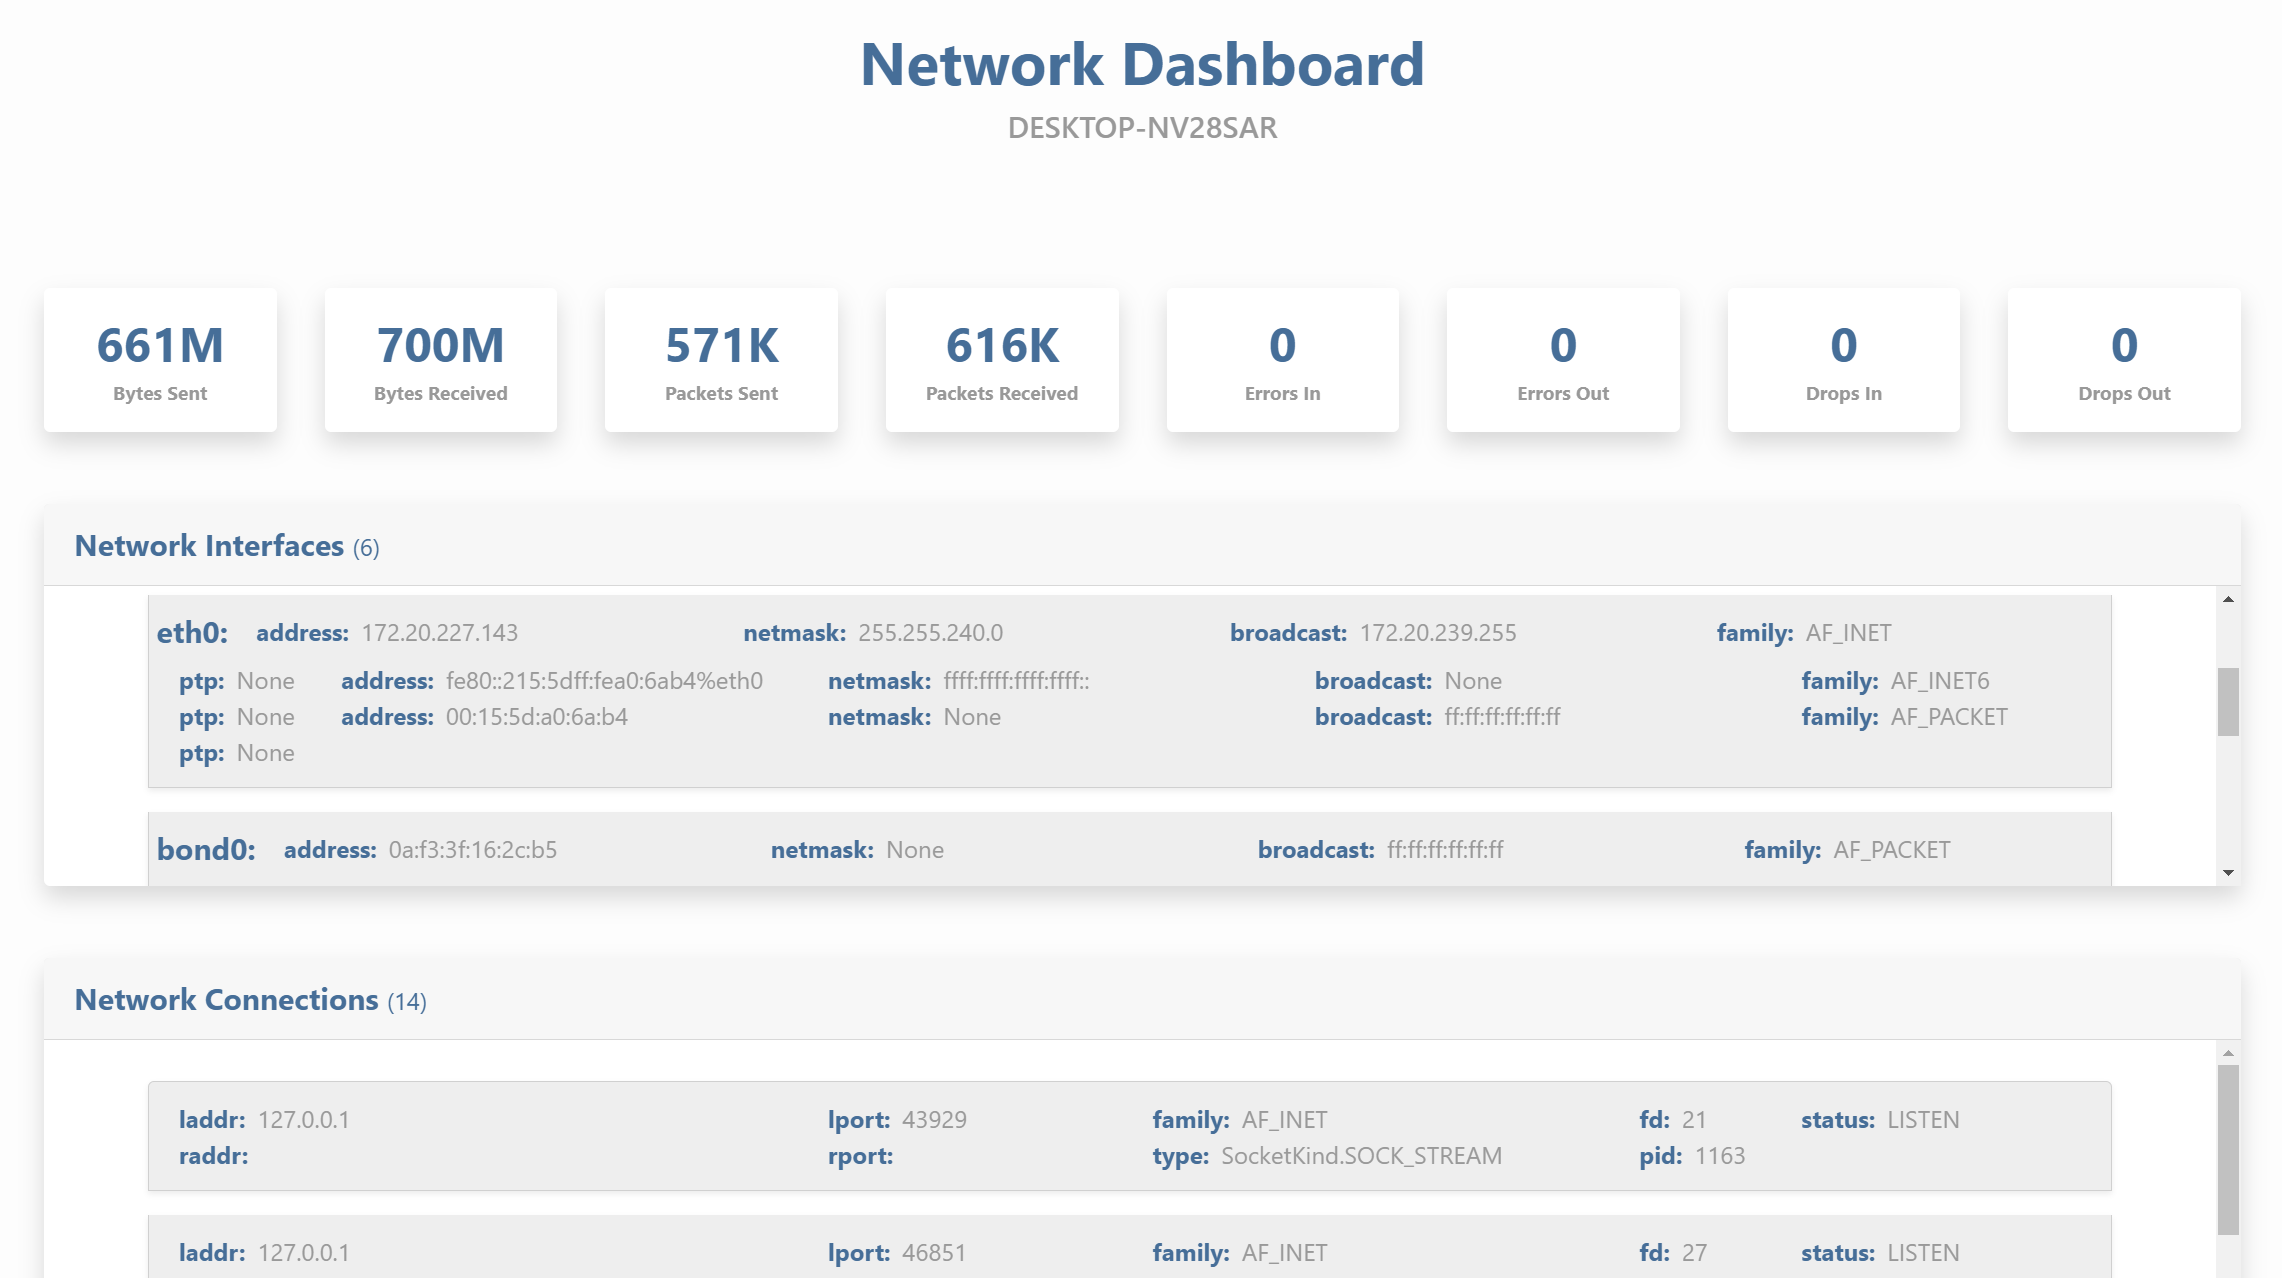 Network Dashboard
DESKTOP-NV28SAR
661M 700M 571K 616K 0 0 0 0
Bytes Sent Bytes Received Packets Sent Packets Received Errors In Errors Out Drops In Drops Out
Network Interfaces (6)
eth0: address: 172.20.227.143 netmask: 255.255.240.0 broadcast: 172.20.239.255 family: AF_INET
ptp: None address: fe80::215:5dff:fea0:6ab4%eth0 netmask: ffff:ffff:ffff:ffff:: broadcast: None family: AF_INET6
ptp: None address: 00:15:5d:a0:6a:b4 netmask: None broadcast: ff:ff:ff:ff:ff:ff family: AF_PACKET
ptp: None
bond0: address: 0a:f3:3f:16:2c:b5 netmask: None broadcast: ff:ff:ff:ff:ff:ff family: AF_PACKET
Network Connections (14)
laddr: 127.0.0.1 lport: 43929 family: AF_INET fd: 21 status: LISTEN
raddr: rport: type: SocketKind.SOCK_STREAM pid: 1163
laddr: 127.0.0.1 lport: 46851 family: AF_INET fd: 27 status: LISTEN